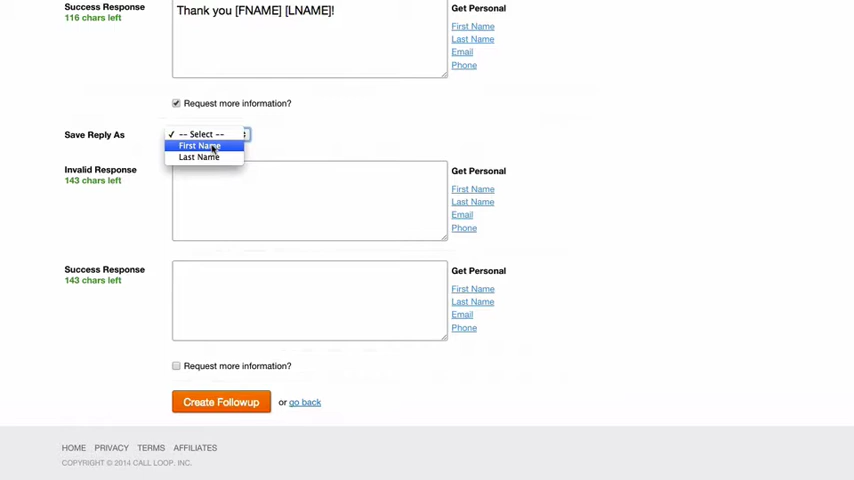 Success Response
116 chars left
Thank you [FNAME] [LNAME]!
Get Personal
First Name
Last Name
Email
Phone
Request more information?
Save Reply As
-- Select --
First Name
Last Name
Invalid Response
143 chars left
Get Personal
First Name
Last Name
Email
Phone
Success Response
143 chars left
Get Personal
First Name
Last Name
Email
Phone
Request more information?
Create Followup or go back
HOME PRIVACY TERMS AFFILIATES
COPYRIGHT © 2014 CALL LOOP, INC.